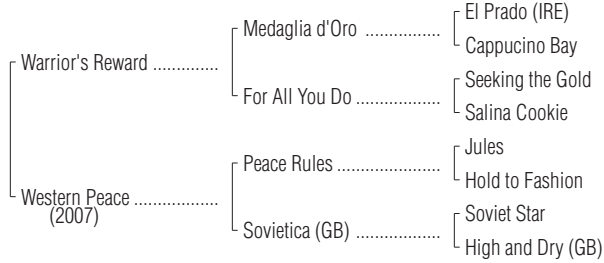 El Prado (IRE)
Medaglia d'Oro .................
Cappucino Bay
Warrior's Reward ..............
Seeking the Gold
For All You Do ...................
Salina Cookie
Jules
Peace Rules .....................
Hold to Fashion
Western Peace ..................
(2007)
Soviet Star
Sovietica (GB) ..................
High and Dry (GB)